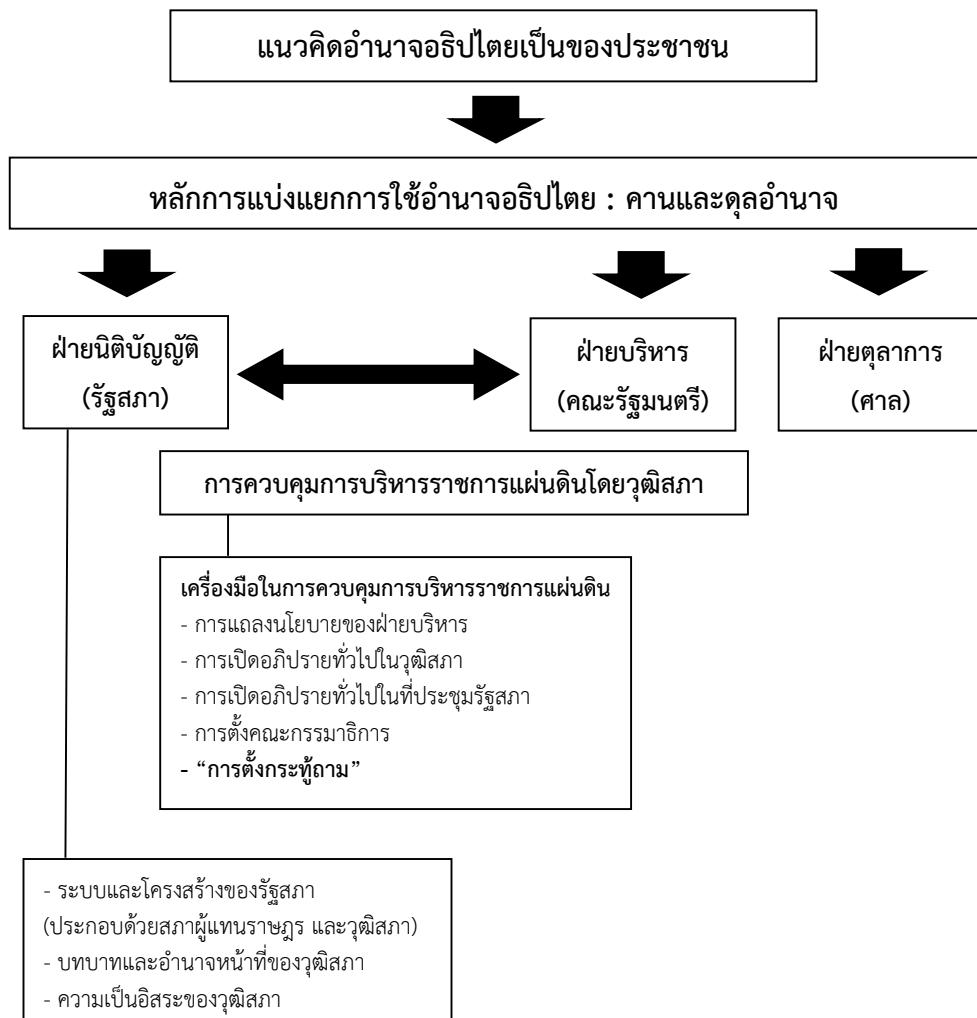 แนวคิดอำนาจอธิปไตยเป็นของประชาชน
หลักการแบ่งแยกการใช้อำนาจอธิปไตย : คานและดุลอำนาจ
ฝ่ายนิติบัญญัติ
(รัฐสภา)
ฝ่ายบริหาร
(คณะรัฐมนตรี)
ฝ่ายตุลาการ
(ศาล)
การควบคุมการบริหารราชการแผ่นดินโดยวุฒิสภา
เครื่องมือในการควบคุมการบริหารราชการแผ่นดิน
- การแถลงนโยบายของฝ่ายบริหาร
- การเปิดอภิปรายทั่วไปในวุฒิสภา
- การเปิดอภิปรายทั่วไปในที่ประชุมรัฐสภา
- การตั้งคณะกรรมาธิการ
- “การตั้งกระทู้ถาม”
- ระบบและโครงสร้างของรัฐสภา
(ประกอบด้วยสภาผู้แทนราษฎร และวุฒิสภา)
- บทบาทและอำนาจหน้าที่ของวุฒิสภา
- ความเป็นอิสระของวุฒิสภา